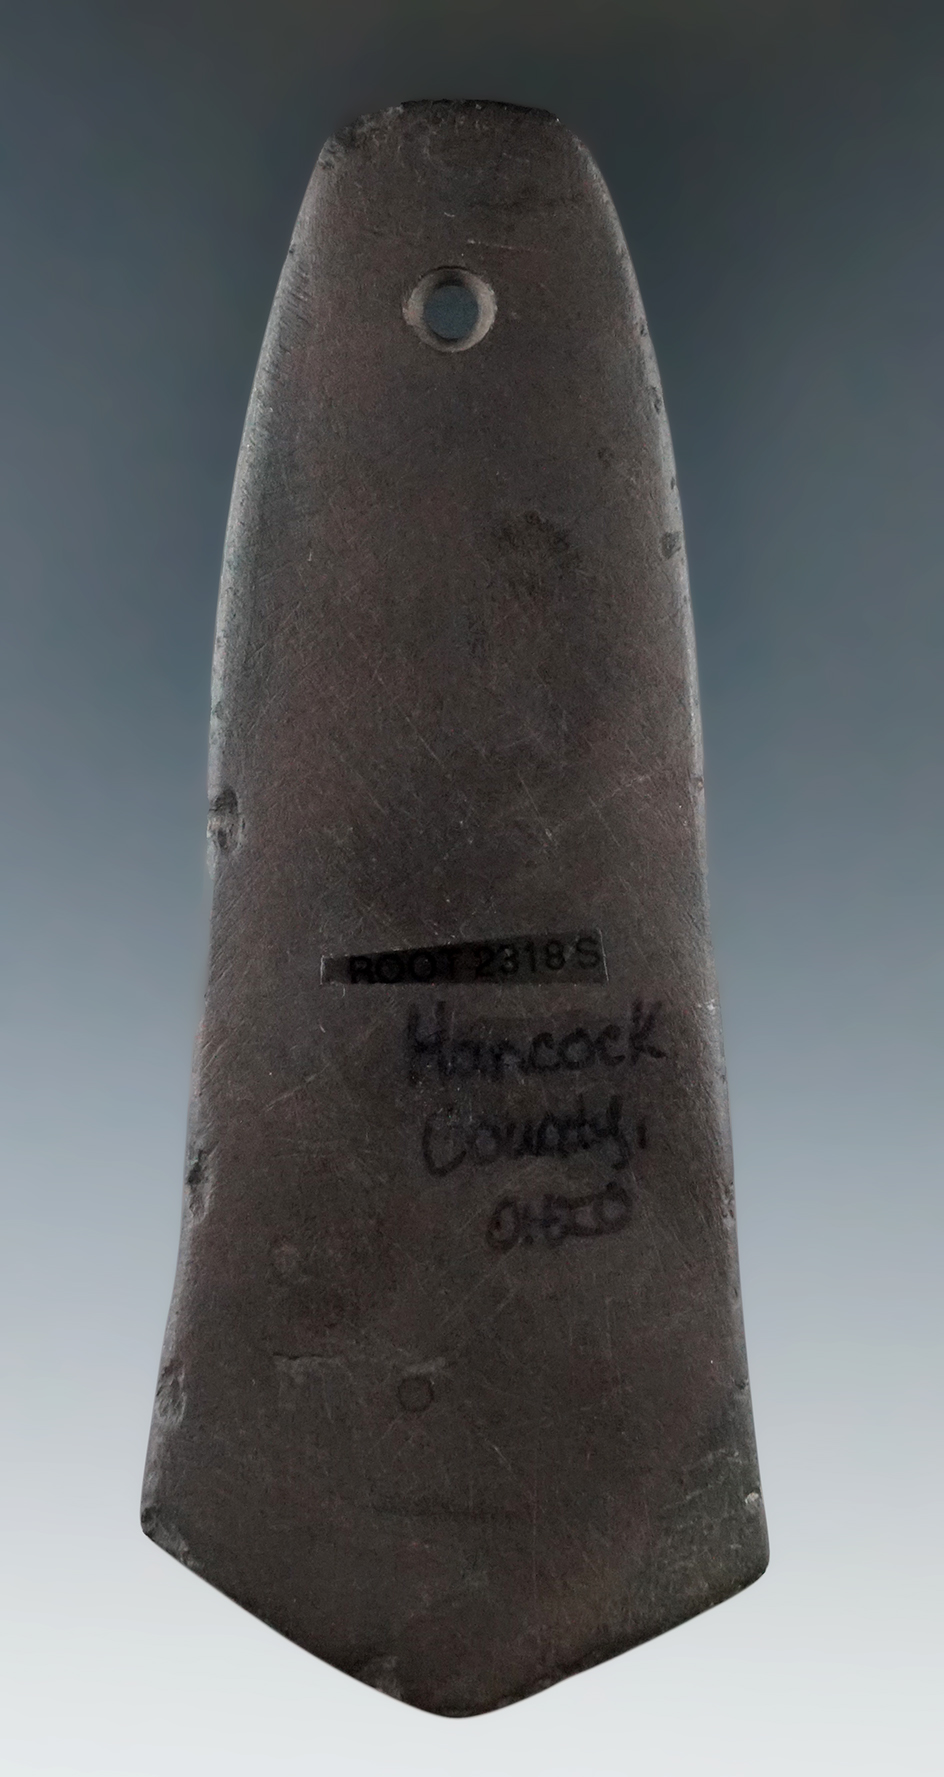 ROOT 2318 S
Hancock
County,
OHIO